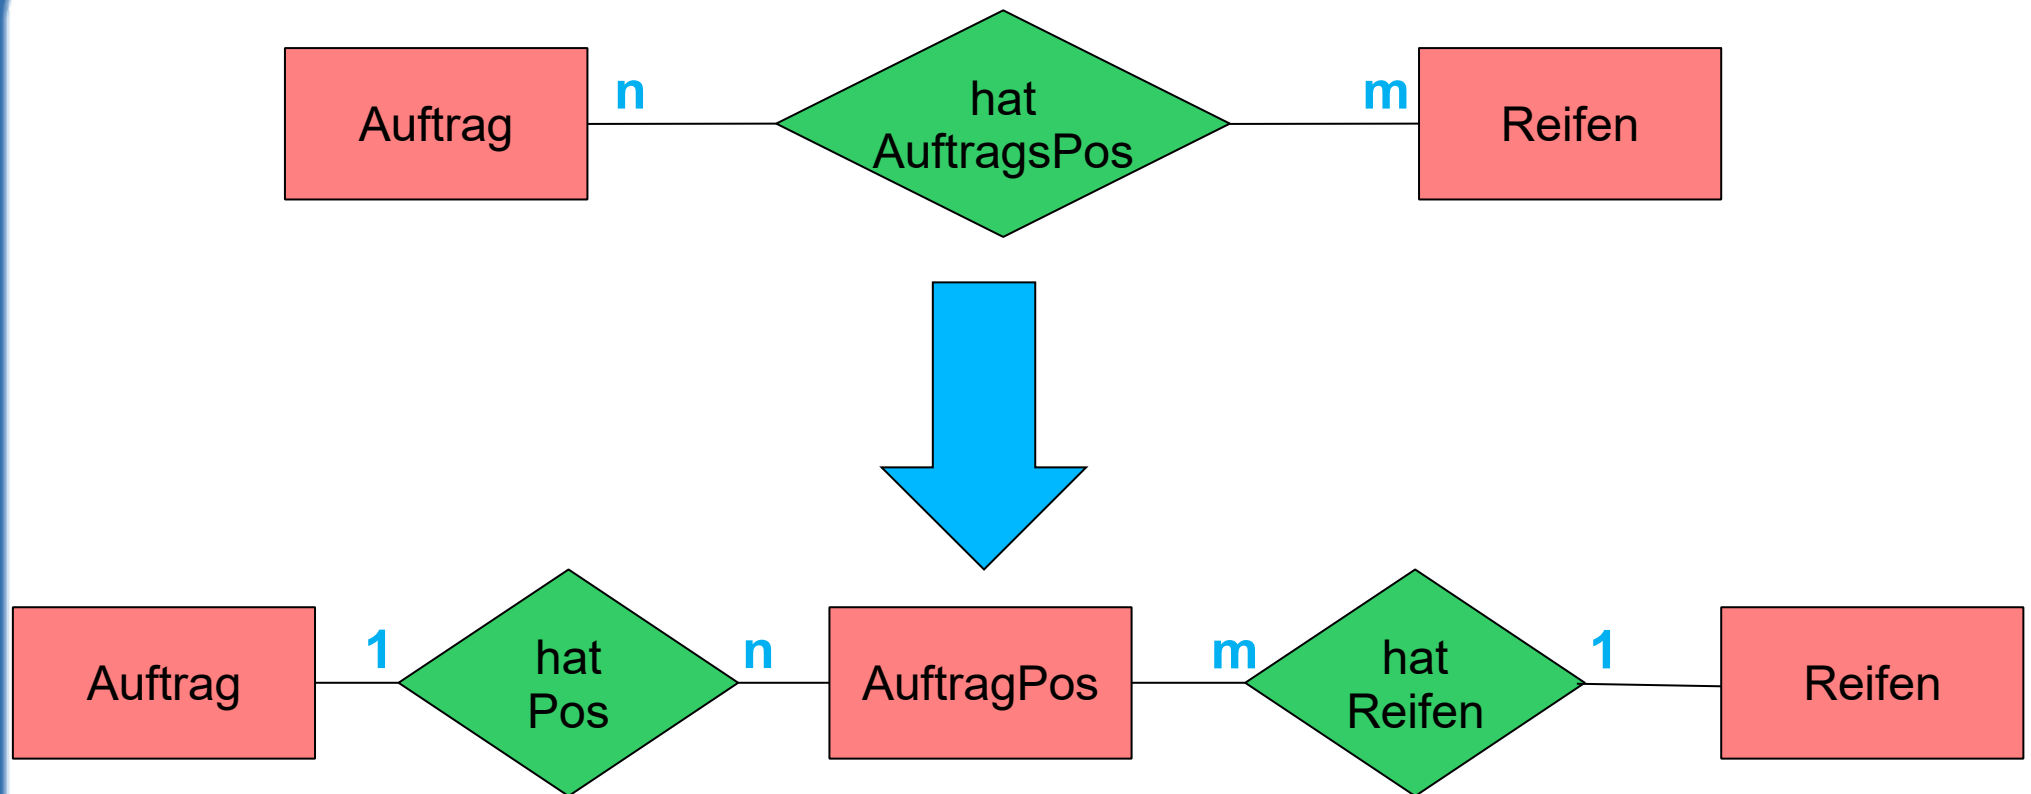 Auftrag
n
hat
AuftragsPos
m
Reifen
Auftrag
1
hat
Pos
n
AuftragPos
m
hat
Reifen
1
Reifen